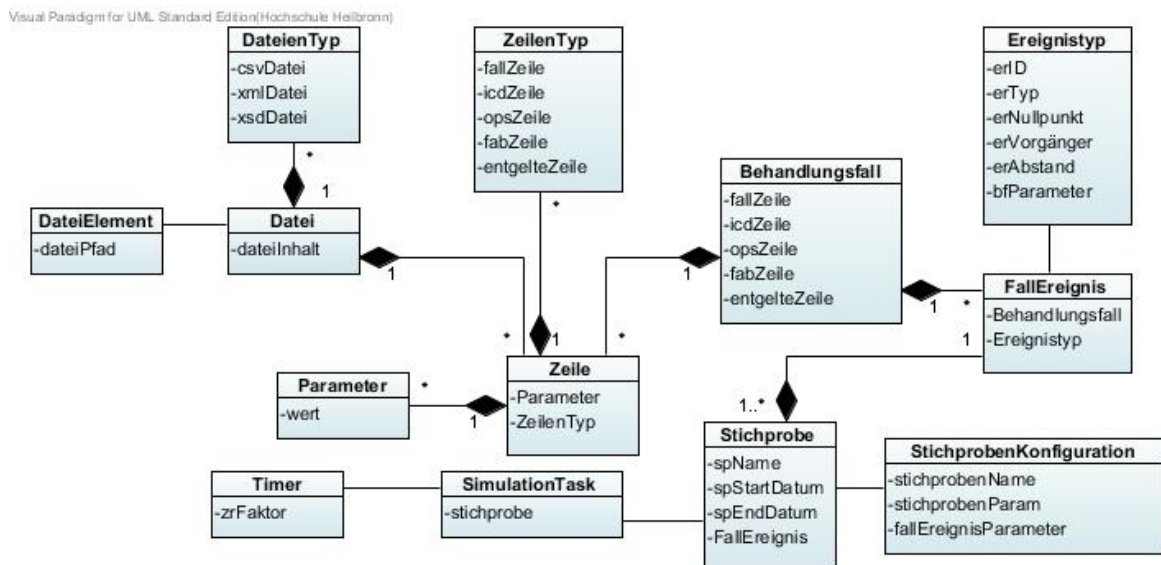 Visual Paradigm for UML Standard Edition(Hochschule Heilbronn)
DateienTyp
-csvDatei
-xmlDatei
-xsdDatei
ZeilenTyp
-fallZeile
-icdZeile
-opsZeile
-fabZeile
-entgelteZeile
Ereignistyp
-erID
-erTyp
-erNullpunkt
-erVorgänger
-erAbstand
-bfParameter
*
1
*
Behandlungsfall
-fallZeile
-icdZeile
-opsZeile
-fabZeile
-entgelteZeile
DateiElement
-dateiPfad
Datei
-dateiInhalt
1
1
1
*
FallEreignis
-Behandlungsfall
-Ereignistyp
*
1
*
1
Zeile
-Parameter
-ZeilenTyp
Parameter
-wert
*
1
1..*
Stichprobe
-spName
-spStartDatum
-spEndDatum
-FallEreignis
StichprobenKonfiguration
-stichprobenName
-stichprobenParam
-fallEreignisParameter
Timer
-zrFaktor
SimulationTask
-stichprobe